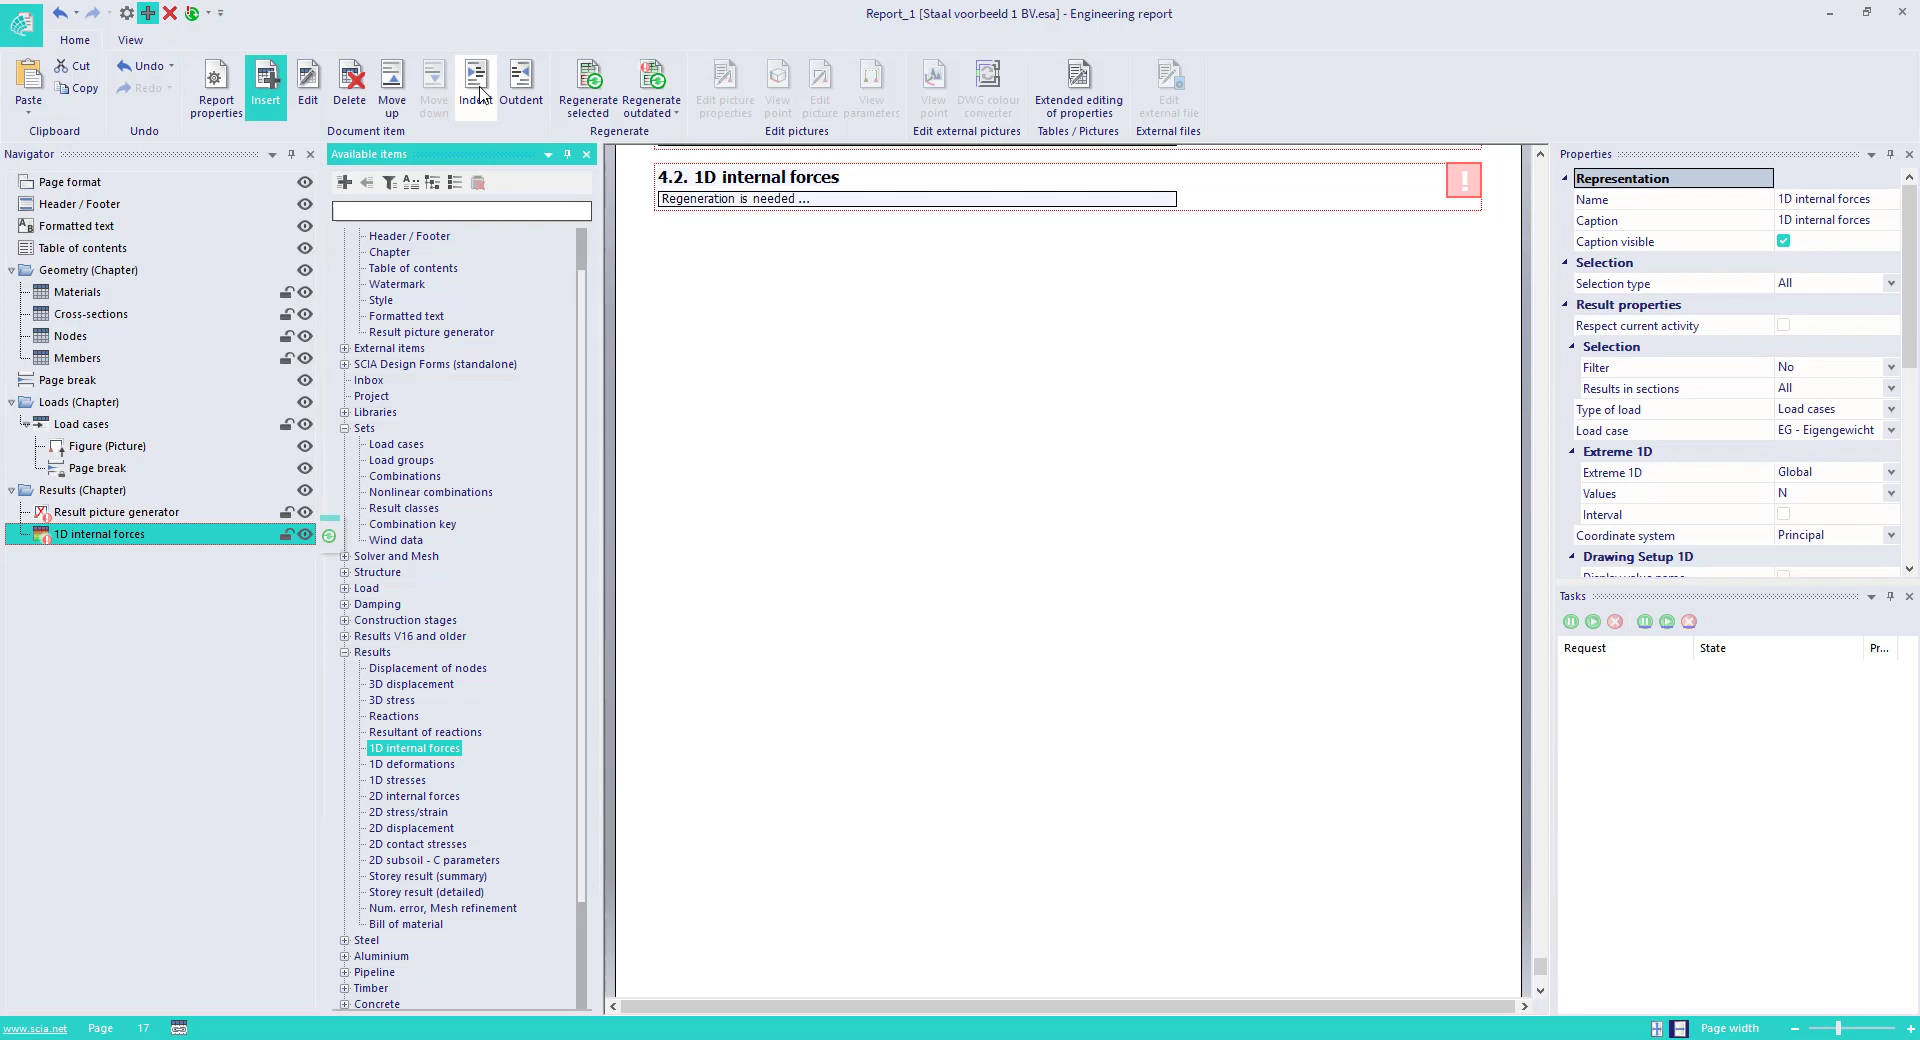 Report_1 [Staal voorbeeld 1 BV.esa] - Engineering report
Home
View
Paste
Cut
Copy
Clipboard
Undo
Redo
Undo
Report properties
Insert
Edit
Delete
Move up
Move down
Indent
Outdent
Document item
Regenerate selected
Regenerate outdated
Regenerate
Edit picture properties
View point
Edit picture
View parameters
Edit pictures
View point
DWG colour converter
Edit external pictures
Extended editing of properties
Tables / Pictures
Edit external file
External files
Navigator
Page format
Header / Footer
Formatted text
Table of contents
Geometry (Chapter)
Materials
Cross-sections
Nodes
Members
Page break
Loads (Chapter)
Load cases
Figure (Picture)
Page break
Results (Chapter)
Result picture generator
1D internal forces
Available items
Header / Footer
Chapter
Table of contents
Watermark
Style
Formatted text
Result picture generator
External items
SCIA Design Forms (standalone)
Inbox
Project
Libraries
Sets
Load cases
Load groups
Combinations
Nonlinear combinations
Result classes
Combination key
Wind data
Solver and Mesh
Structure
Load
Damping
Construction stages
Results V16 and older
Results
Displacement of nodes
3D displacement
3D stress
Reactions
Resultant of reactions
1D internal forces
1D deformations
1D stresses
2D internal forces
2D stress/strain
2D displacement
2D contact stresses
2D subsoil - C parameters
Storey result (summary)
Storey result (detailed)
Num. error, Mesh refinement
Bill of material
Steel
Aluminium
Pipeline
Timber
Concrete
4.2. 1D internal forces
!
Regeneration is needed ...
Properties
Representation
Name 1D internal forces
Caption 1D internal forces
Caption visible
Selection
Selection type All
Result properties
Respect current activity
Selection
Filter No
Results in sections All
Type of load Load cases
Load case EG - Eigengewicht
Extreme 1D
Extreme 1D Global
Values N
Interval
Coordinate system Principal
Drawing Setup 1D
Display value name
Tasks
Request State Pr...
www.scia.net Page 17
Page width